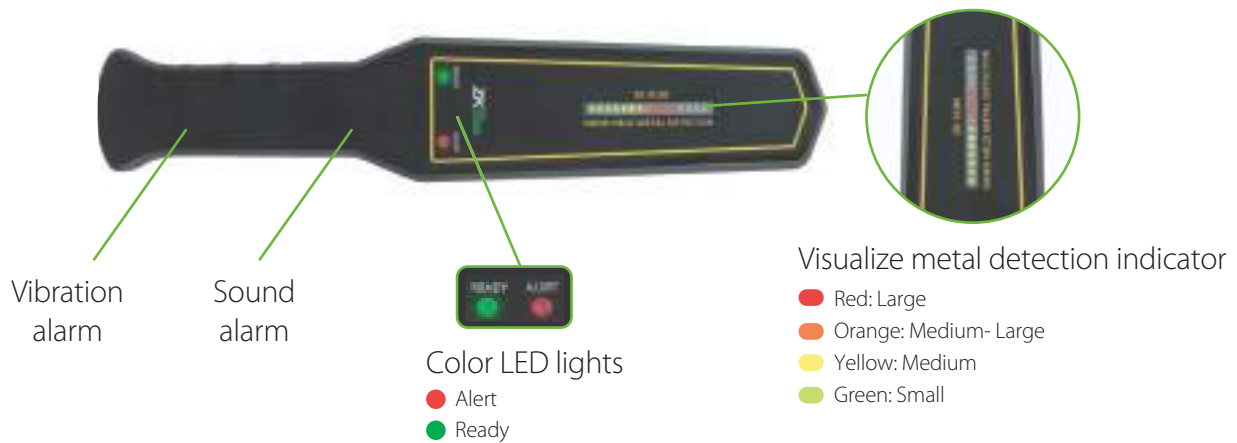 Vibration
alarm
Sound
alarm
READY ALERT
Color LED lights
Alert
Ready
Visualize metal detection indicator
Red: Large
Orange: Medium- Large
Yellow: Medium
Green: Small